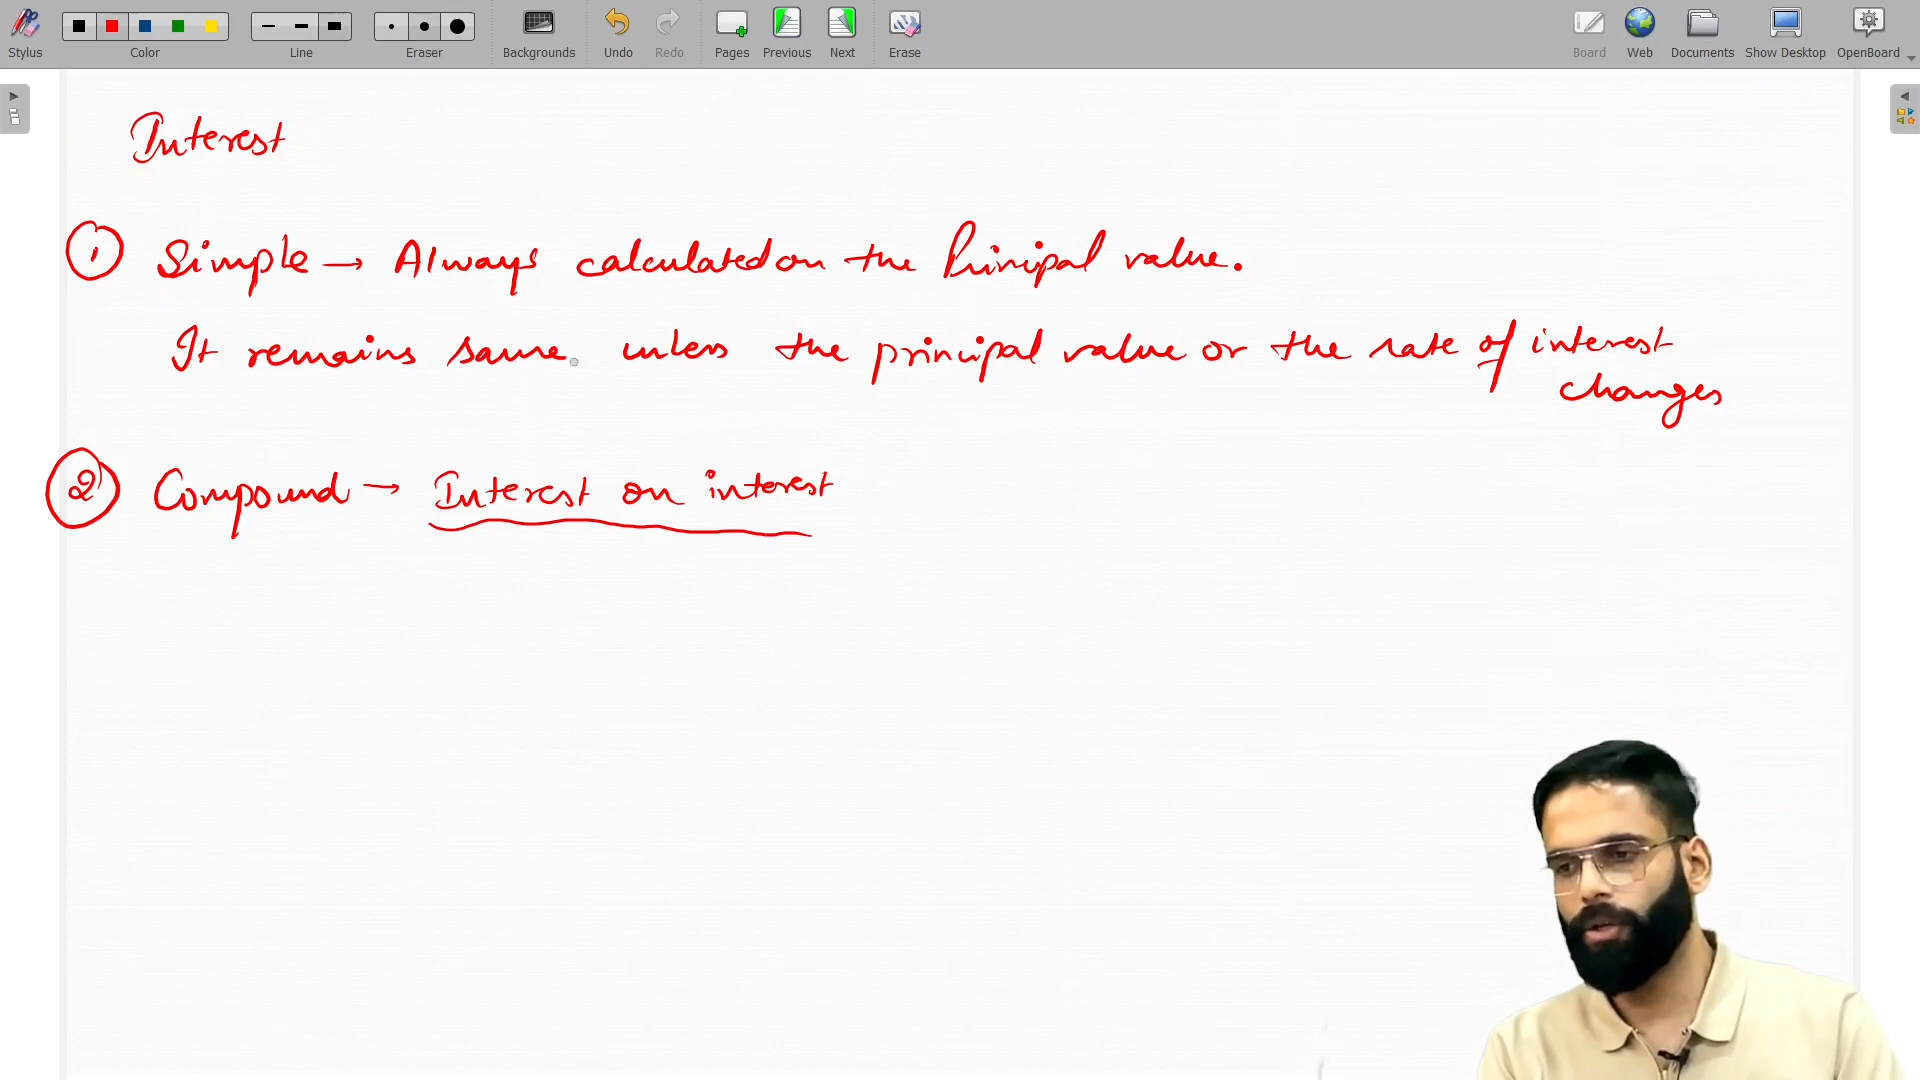 Stylus
Color
Line
Eraser
Backgrounds
Undo
Redo
Pages
Previous
Next
Erase
Board
Web
Documents
Show Desktop
OpenBoard
Interest
1 Simple → Always calculated on the Principal value.
It remains same. unless the principal value or the rate of interest
changes
2 Compound → Interest on interest